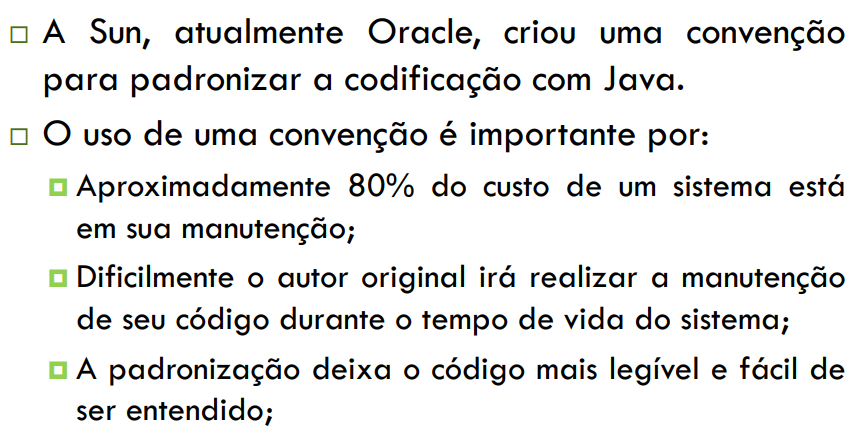 A Sun, atualmente Oracle, criou uma convenção
para padronizar a codificação com Java.
O uso de uma convenção é importante por:
Aproximadamente 80% do custo de um sistema está
em sua manutenção;
Dificilmente o autor original irá realizar a manutenção
de seu código durante o tempo de vida do sistema;
A padronização deixa o código mais legível e fácil de
ser entendido;